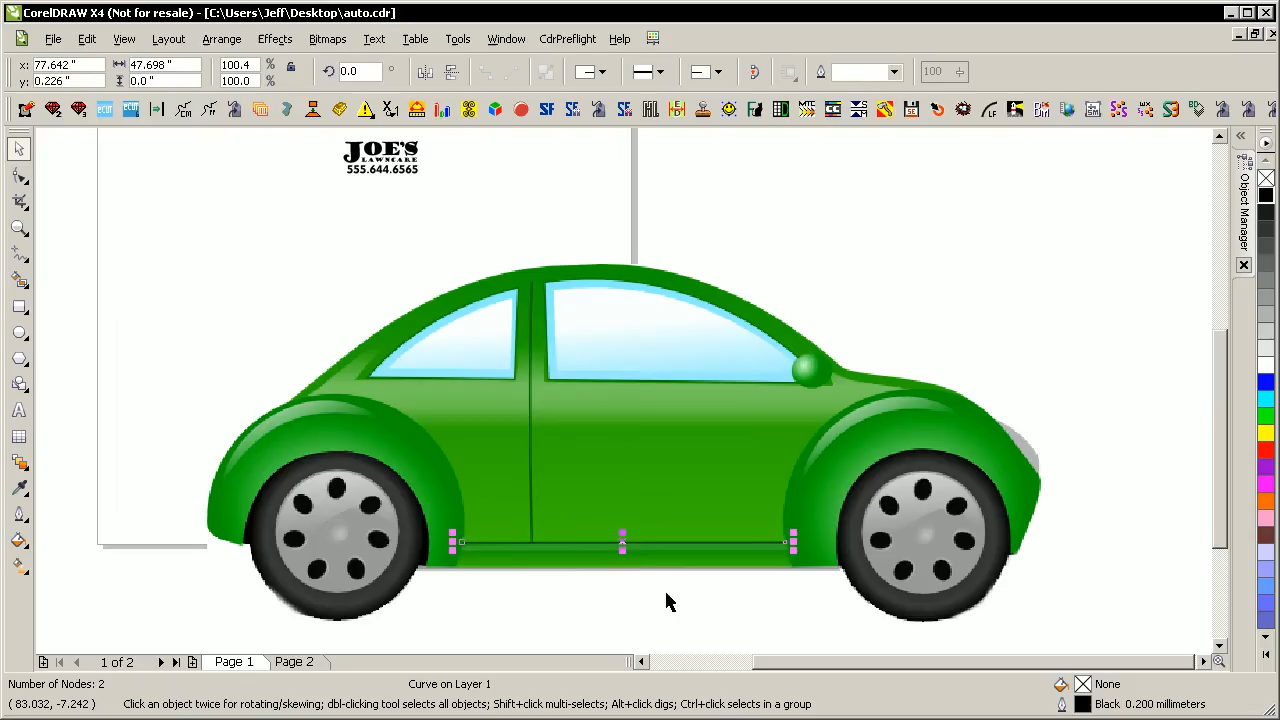 CorelDRAW X4 (Not for resale) - [C:\Users\Jeff\Desktop\auto.cdr]
File Edit View Layout Arrange Effects Bitmaps Text Table Tools Window CdrPreflight Help
x: 77.642 " 47.698 " 100.4 % 0.0 ° 100
y: 0.226 " 0.0 " 100.0 %
JOE'S
LAWNCARE
555.644.6565
Object Manager
1 of 2 Page 1 Page 2
Number of Nodes: 2 Curve on Layer 1 None
( 83.032, -7.242 ) Click an object twice for rotating/skewing; dbl-clicking tool selects all objects; Shift+click multi-selects; Alt+click digs; Ctrl+click selects in a group Black 0.200 millimeters